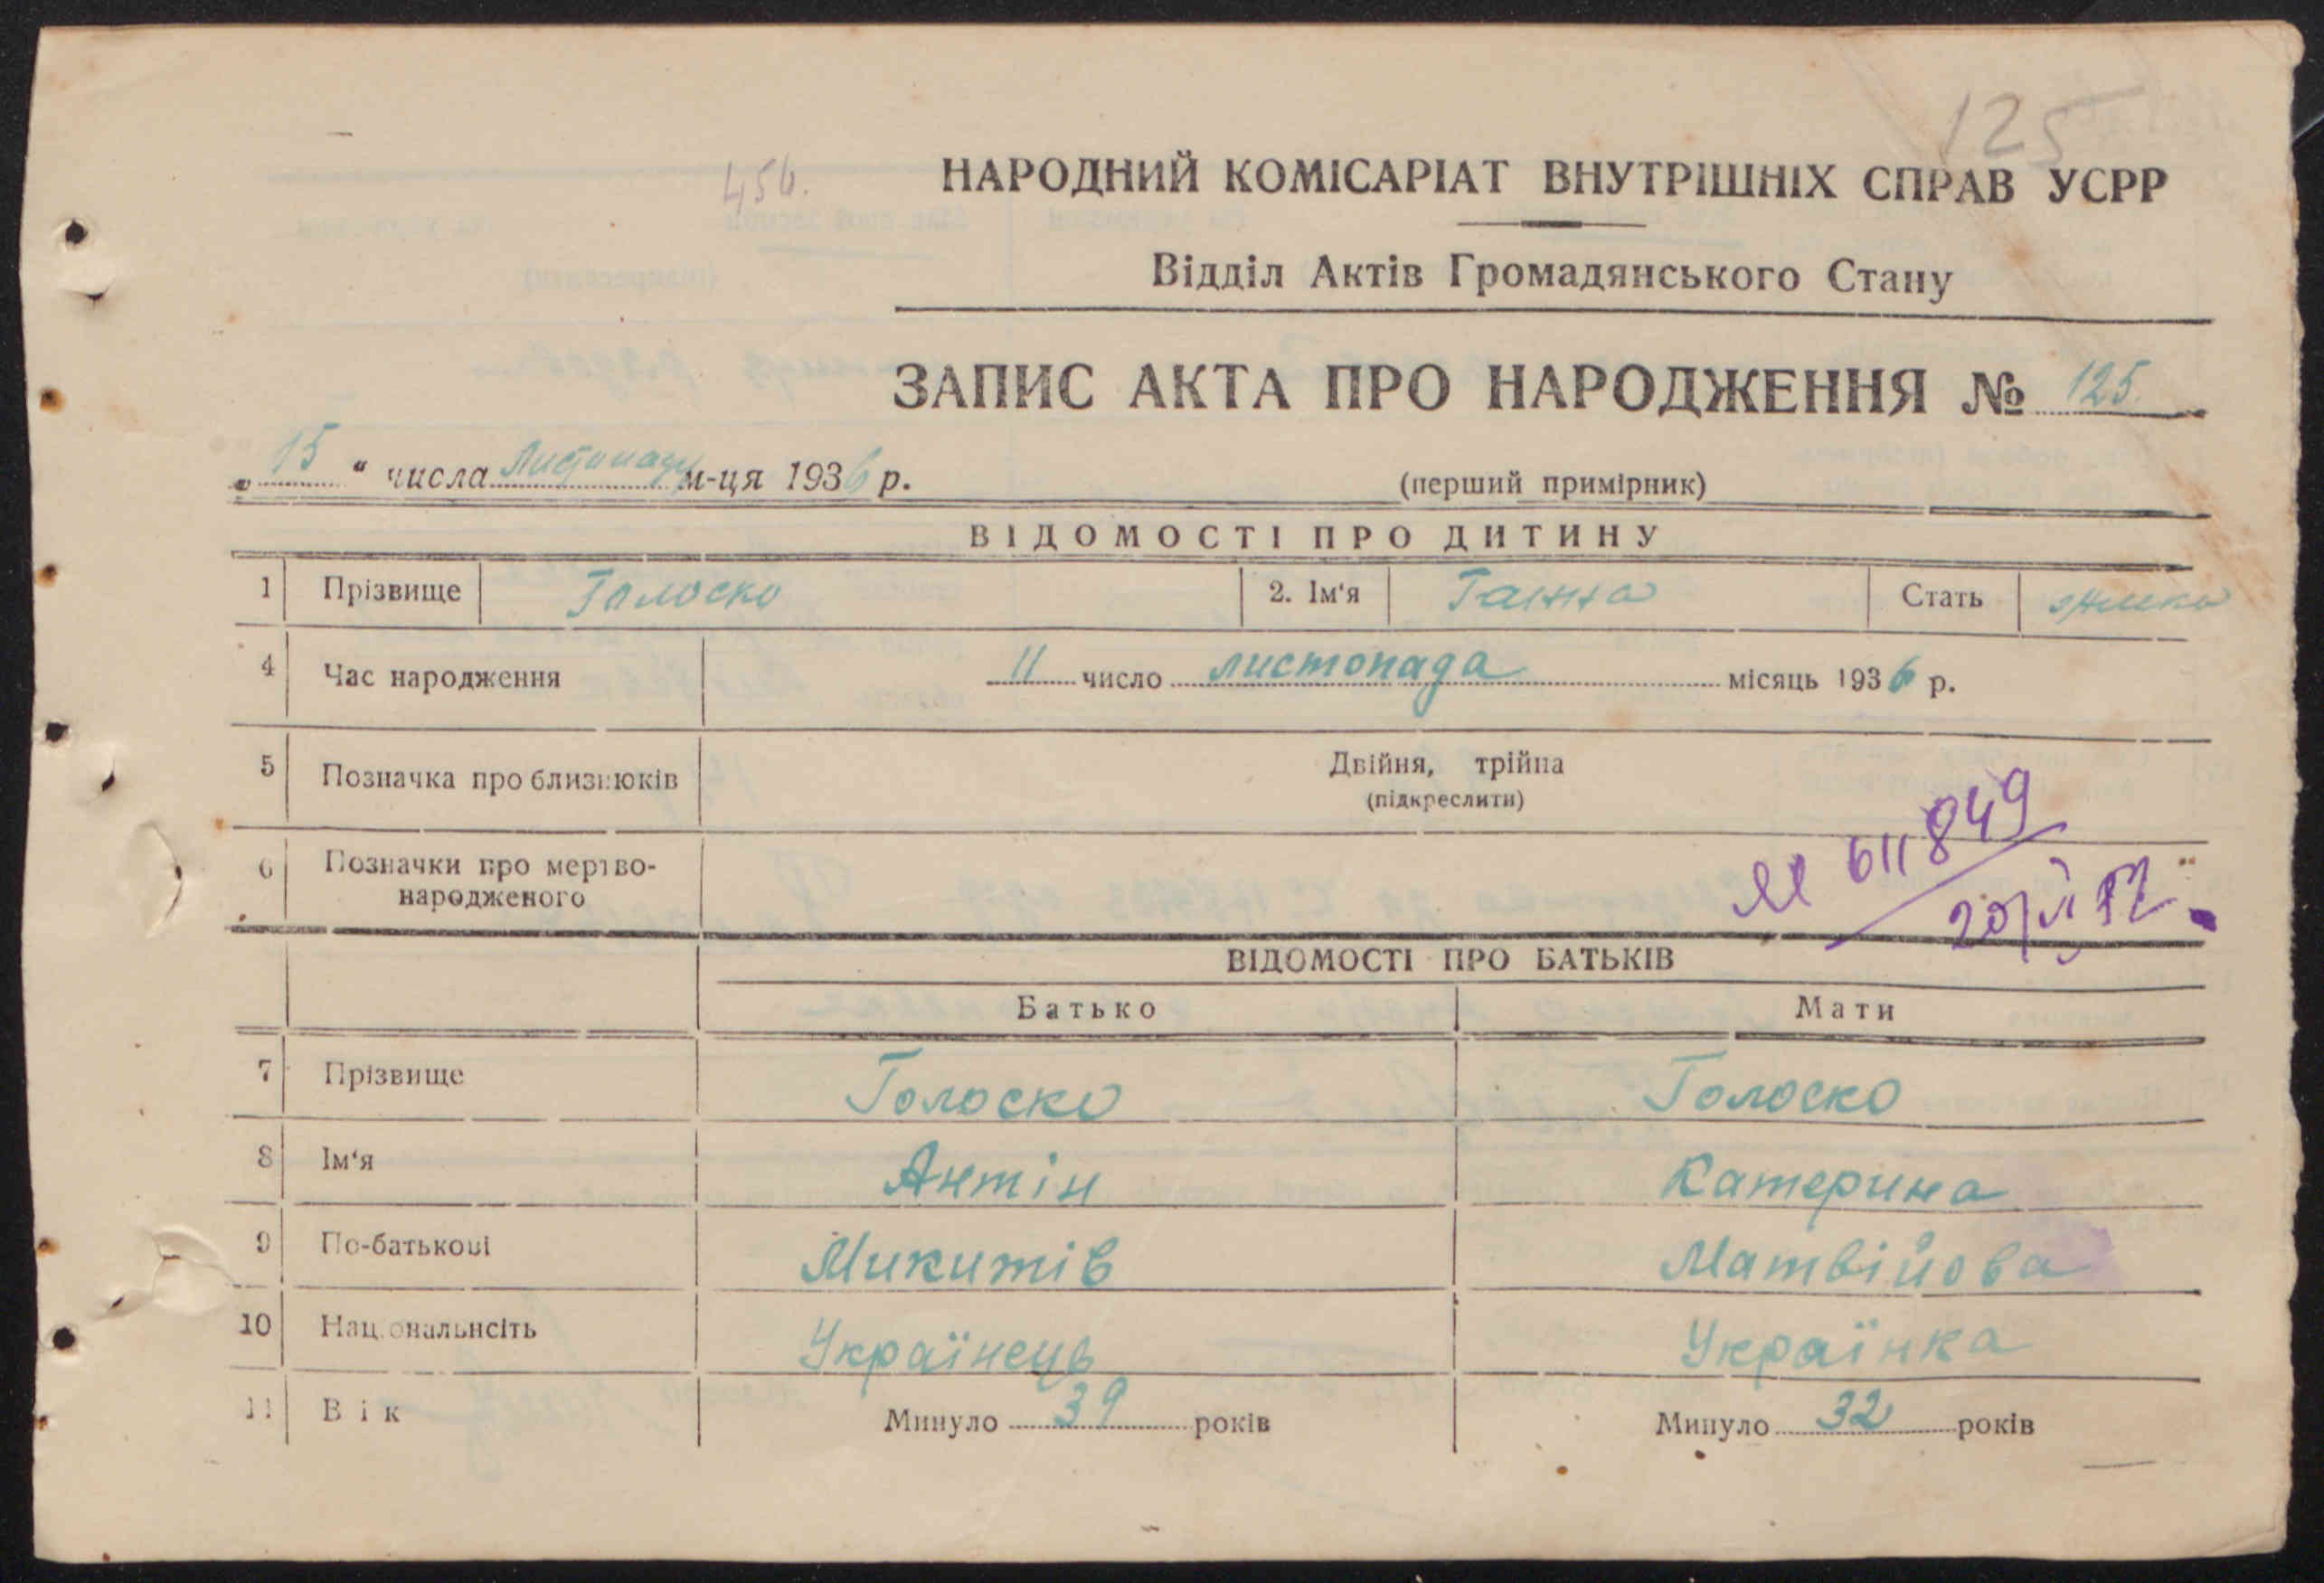 125
456.
НАРОДНИЙ КОМІСАРІАТ ВНУТРІШНІХ СПРАВ УСРР
Відділ Актів Громадянського Стану
ЗАПИС АКТА ПРО НАРОДЖЕННЯ № 125.
„ 15 “ числа Листопаду м-ця 1936 р.
(перший примірник)
ВІДОМОСТІ ПРО ДИТИНУ
1 Прізвище Голоско 2. Ім‘я Ганна Стать
4 Час народження 11 число листопада місяць 1936 р.
5 Позначка про близнюків Двійня, трійна
(підкреслити)
6 Позначки про мертво-
народженого
611849
ВІДОМОСТІ ПРО БАТЬКІВ
Батько Мати
7 Прізвище Голоско Голоско
8 Ім‘я Антін Катерина
9 По-батькові Микитів Матвійова
10 Національнсіть Українець Українка
11 Вік Минуло 39 років Минуло 32 років